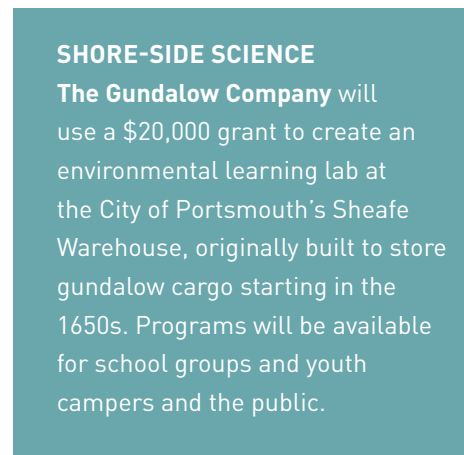 SHORE-SIDE SCIENCE
The Gundalow Company will
use a $20,000 grant to create an
environmental learning lab at
the City of Portsmouth’s Sheafe
Warehouse, originally built to store
gundalow cargo starting in the
1650s. Programs will be available
for school groups and youth
campers and the public.